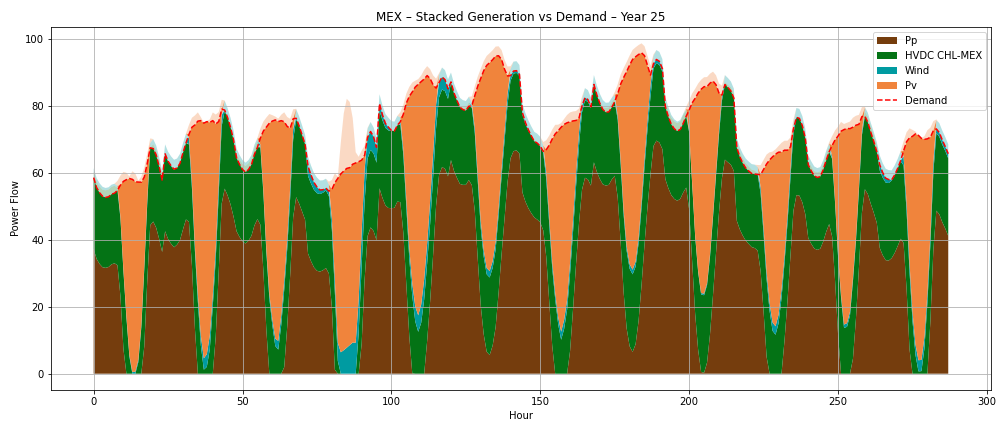 MEX – Stacked Generation vs Demand – Year 25
Pp
HVDC CHL-MEX
Wind
Pv
Demand
Power Flow
100
80
60
40
20
0
0 50 100 150 200 250 300
Hour